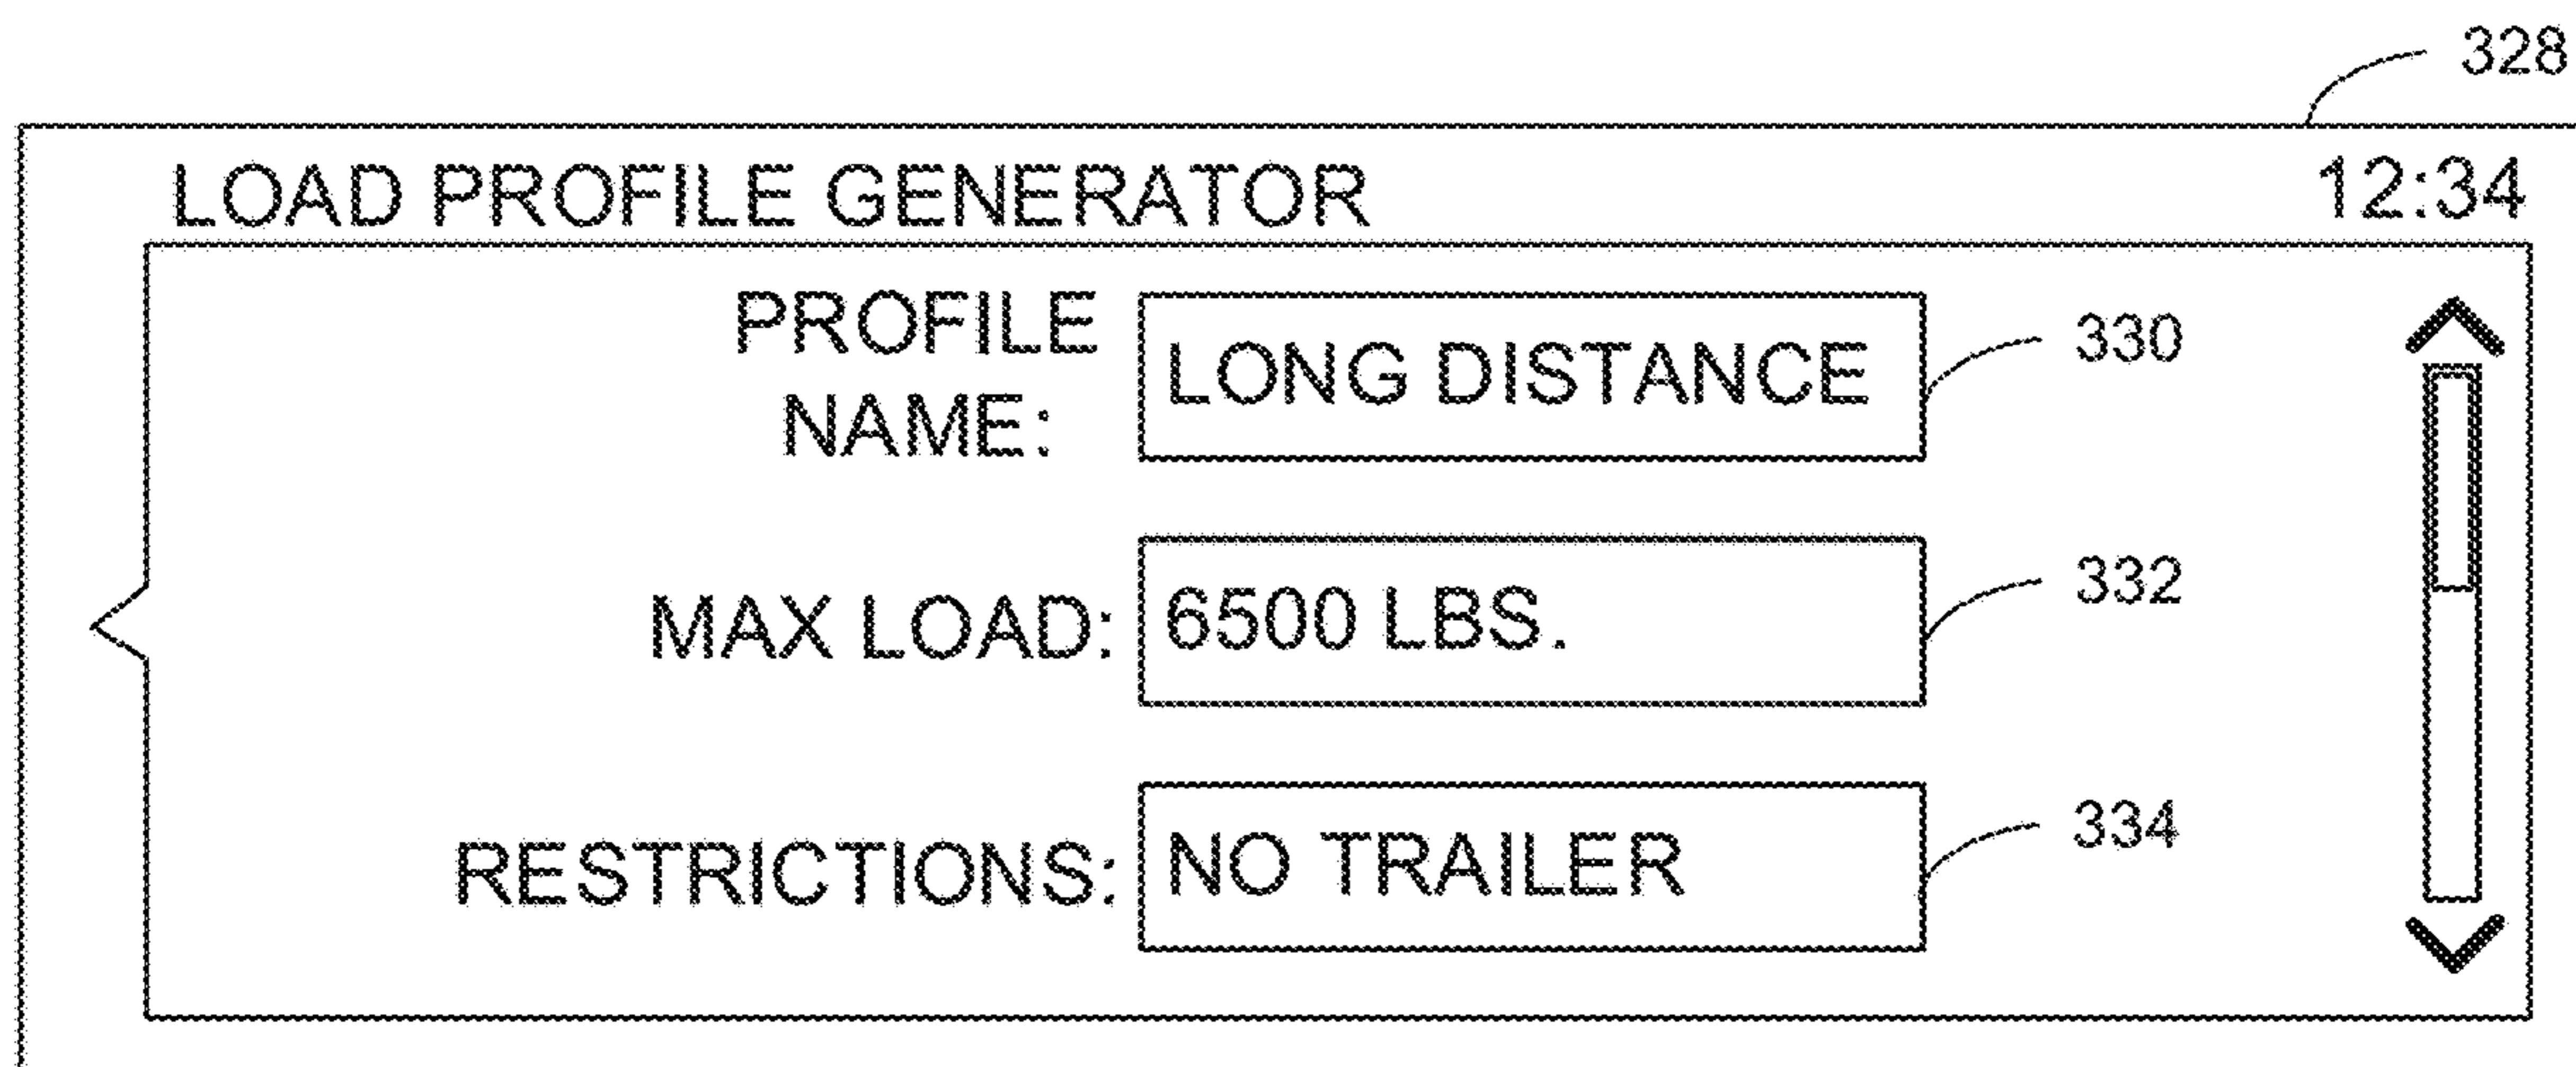 328
LOAD PROFILE GENERATOR 12:34
PROFILE
NAME: LONG DISTANCE 330
MAX LOAD: 6500 LBS. 332
RESTRICTIONS: NO TRAILER 334